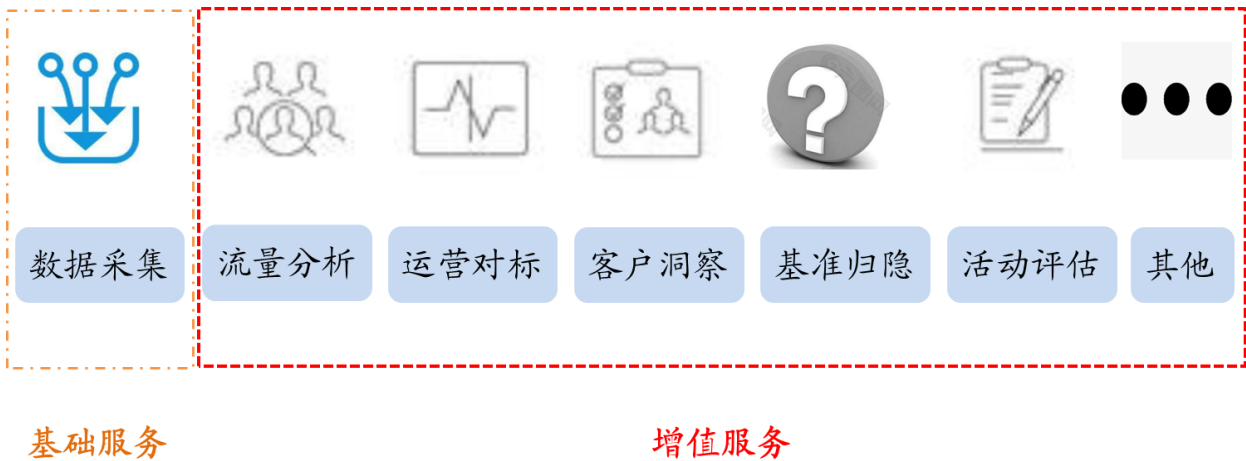 数据采集
流量分析
运营对标
客户洞察
基准归隐
活动评估
其他
基础服务
增值服务